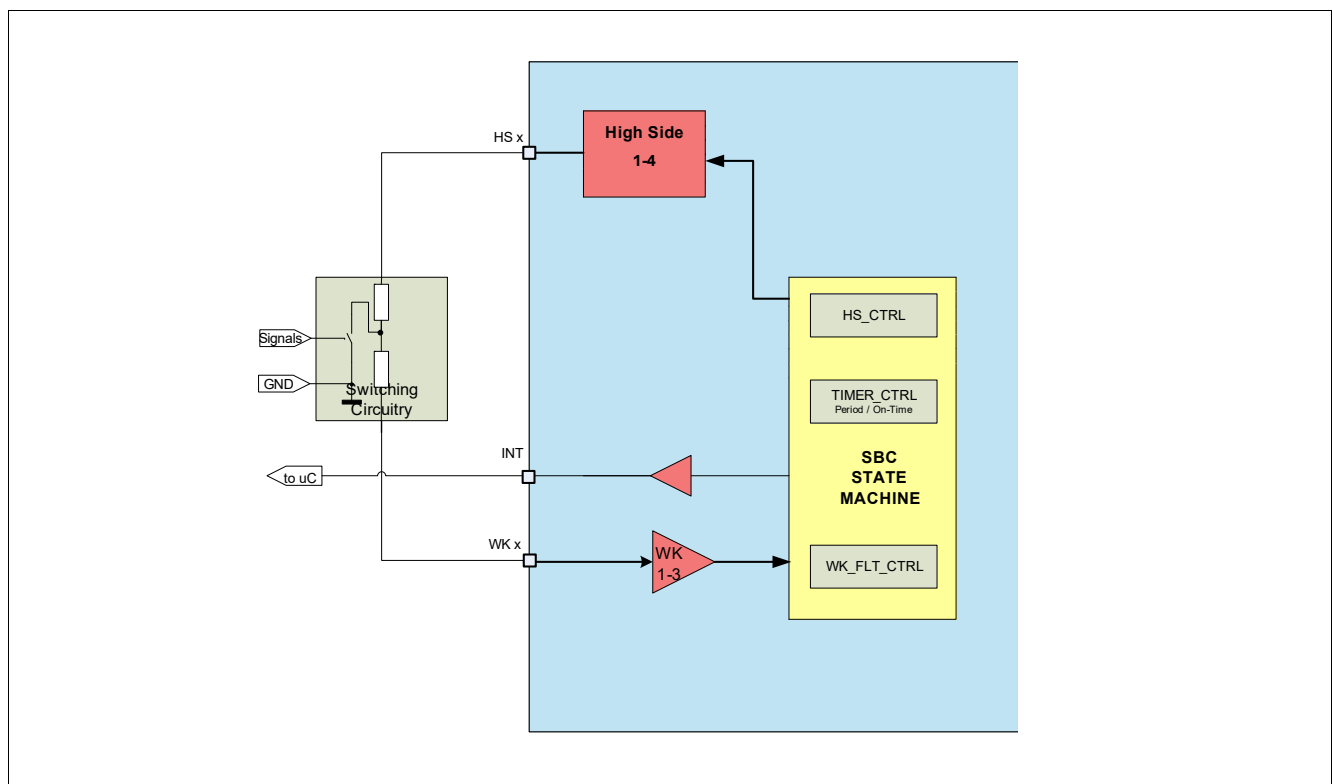 High Side
1-4
HS x
HS_CTRL
Signals
GND
Switching
Circuitry
TIMER_CTRL
Period / On-Time
SBC
STATE
MACHINE
INT
to uC
WK x
WK
1-3
WK_FLT_CTRL